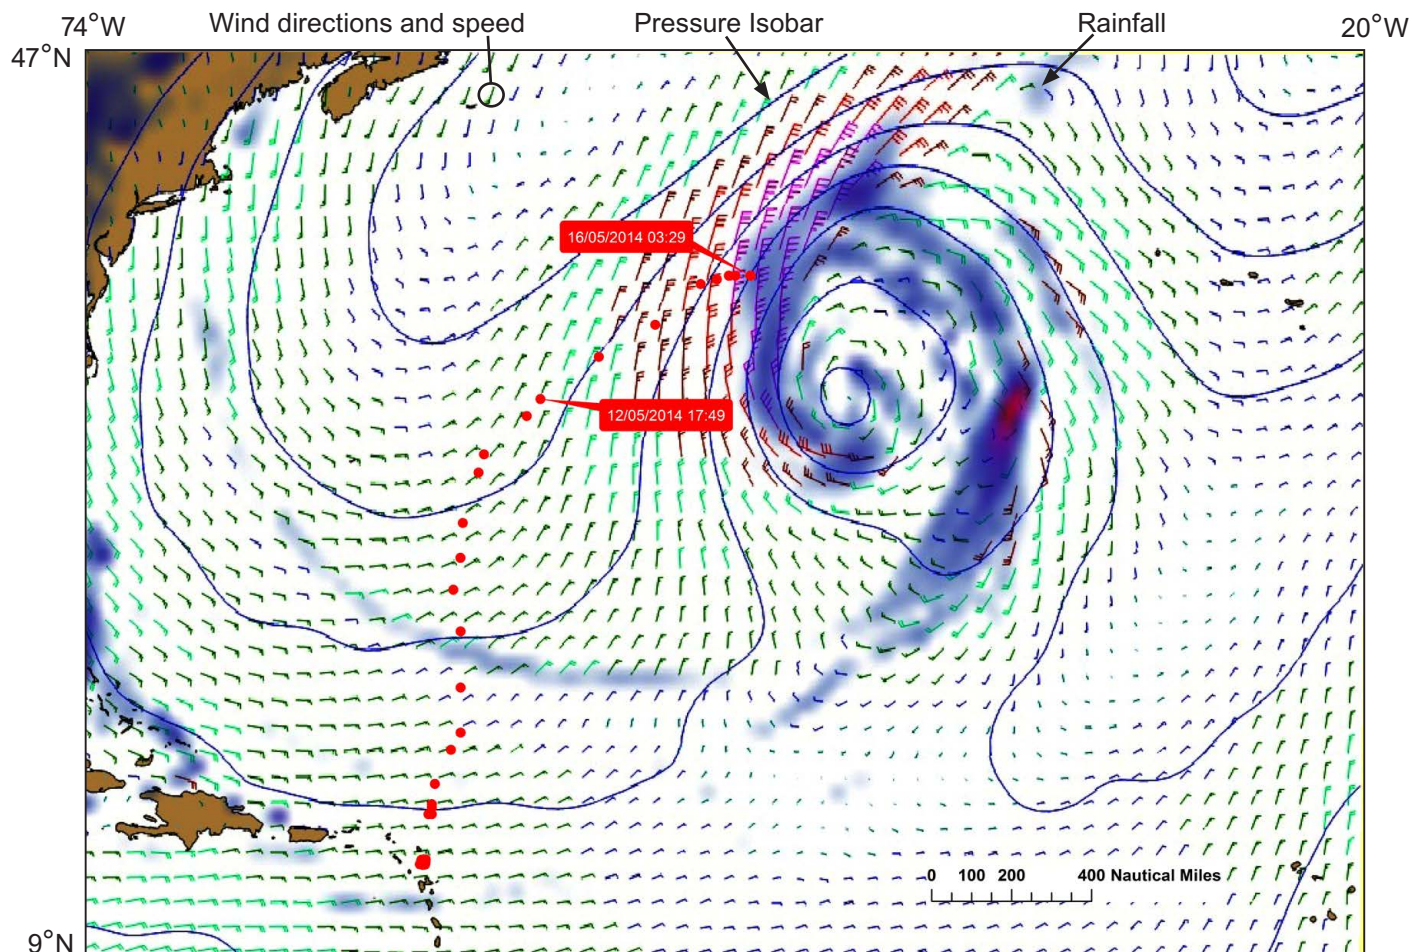 Wind directions and speed
Pressure Isobar
Rainfall
74°W
20°W
47°N
16/05/2014 03:29
12/05/2014 17:49
0 100 200 400 Nautical Miles
9°N